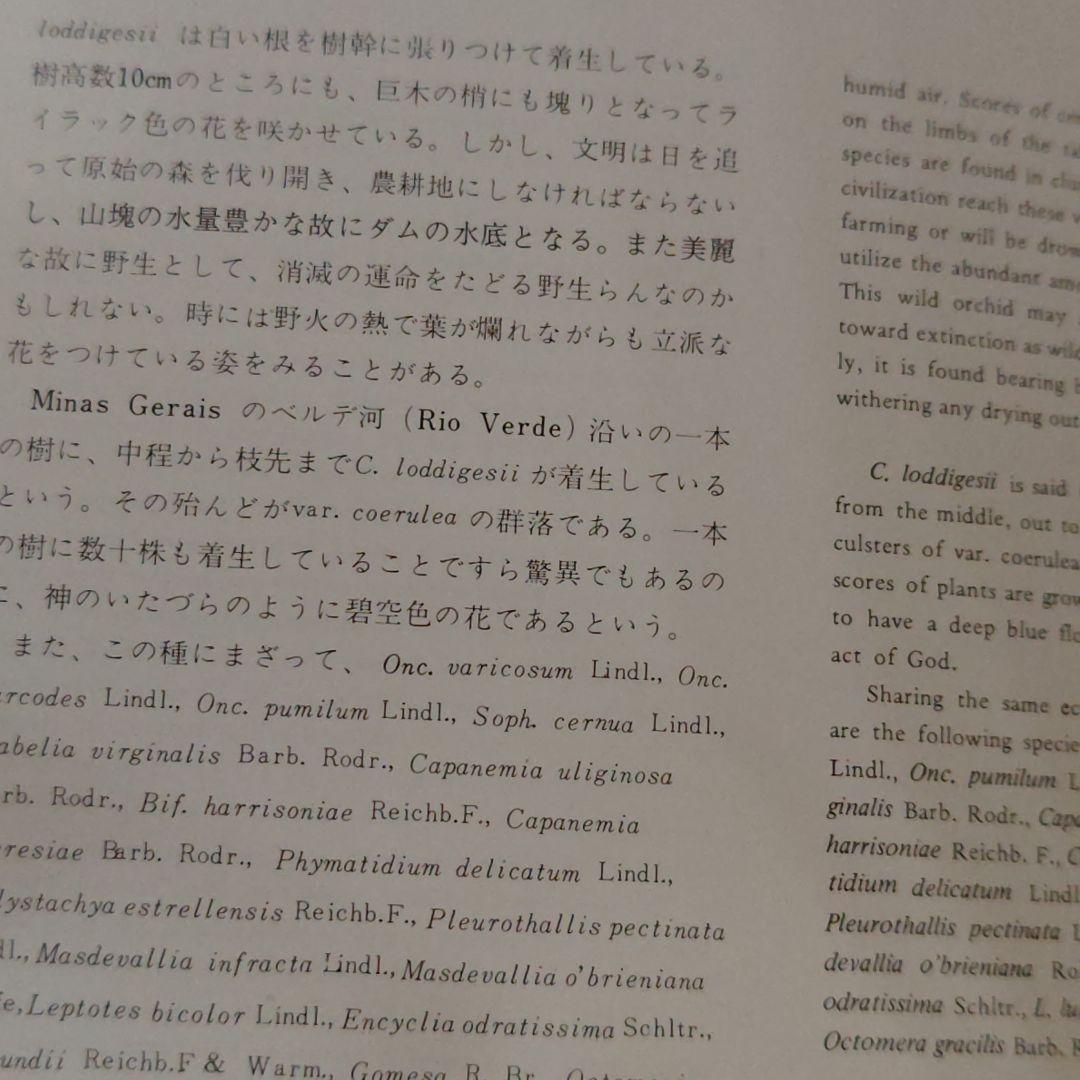 loddigesii は白い根を樹幹に張りつけて着生している。
樹高数10cmのところにも、巨木の梢にも塊りとなってラ
イラック色の花を咲かせている。しかし、文明は日を追
って原始の森を伐り開き、農耕地にしなければならない
し、山塊の水量豊かな故にダムの水底となる。また美麗
な故に野生として、消滅の運命をたどる野生らんなのか
もしれない。時には野火の熱で葉が爛れながらも立派な
花をつけている姿をみることがある。
Minas Gerais のベルデ河（Rio Verde）沿いの一本
の樹に、中程から枝先までC. loddigesii が着生している
という。その殆んどがvar. coerulea の群落である。一本
の樹に数十株も着生していることですら驚異でもあるの
に、神のいたづらのように碧空色の花であるという。
また、この種にまざって、Onc. varicosum Lindl., Onc.
Lindl., Onc. pumilum Lindl., Soph. cernua Lindl.,
virginalis Barb. Rodr., Capanemia uliginosa
Rodr., Bif. harrisoniae Reichb.F., Capanemia
Barb. Rodr., Phymatidium delicatum Lindl.,
estrellensis Reichb.F., Pleurothallis pectinata
Masdevallia infracta Lindl., Masdevallia o'brieniana
Leptotes bicolor Lindl., Encyclia odratissima Schltr.,
Reichb.F & Warm., Gomesa R. Br.
humid air. Scores of
on the limbs of the
species are found in
civilization reach these
farming or will be
utilize the abundant
This wild orchid may
toward extinction as
ly, it is found bearing
withering any drying out
C. loddigesii is said
from the middle, out to
culsters of var. coerulea
scores of plants are
to have a deep blue
act of God.
Sharing the same
are the following
Lindl., Onc. pumilum
ginalis Barb. Rodr.,
harrisoniae Reichb. F.,
tidium delicatum
Pleurothallis pectinata
devallia o'brieniana
odratissima Schltr., L.
Octomera gracilis Barb.